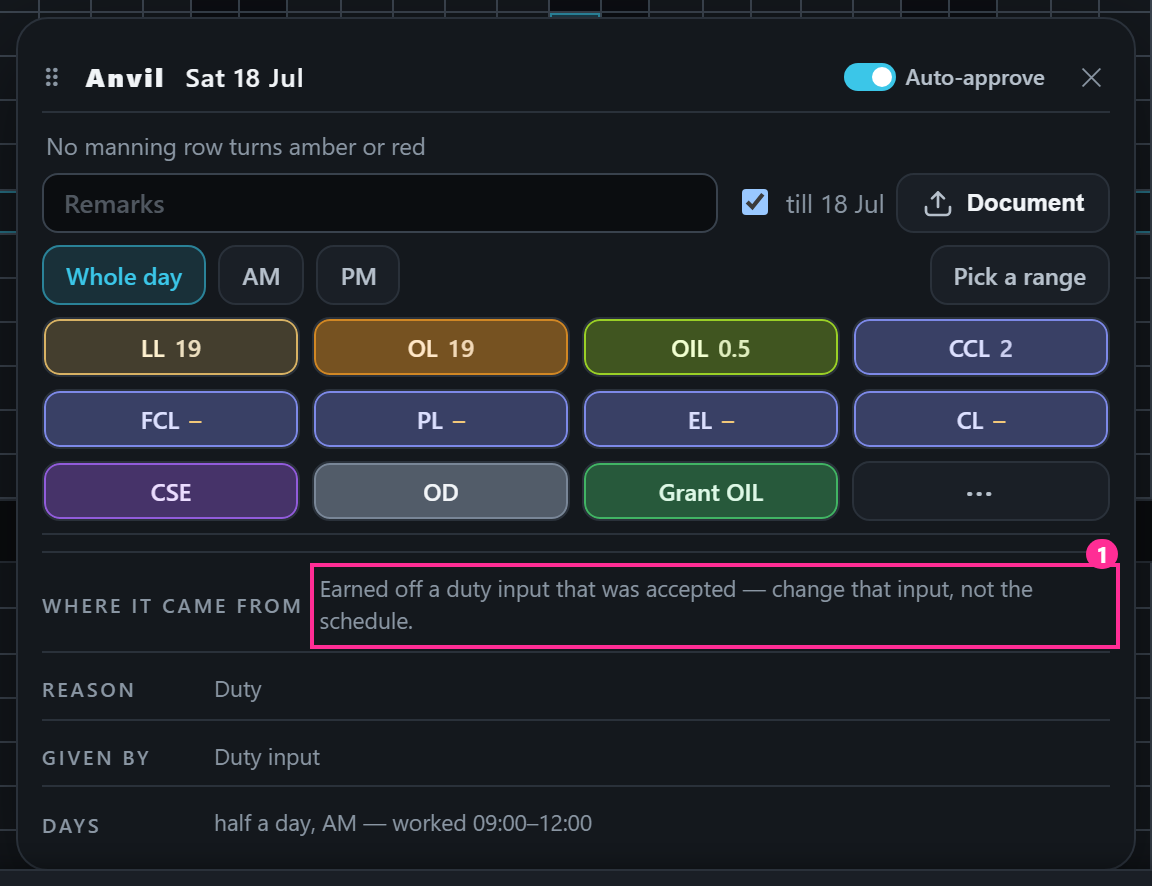 Anvil Sat 18 Jul Auto-approve
No manning row turns amber or red
Remarks till 18 Jul Document
Whole day AM PM Pick a range
LL 19 OL 19 OIL 0.5 CCL 2
FCL – PL – EL – CL –
CSE OD Grant OIL ...
1
WHERE IT CAME FROM Earned off a duty input that was accepted — change that input, not the
schedule.
REASON Duty
GIVEN BY Duty input
DAYS half a day, AM — worked 09:00–12:00